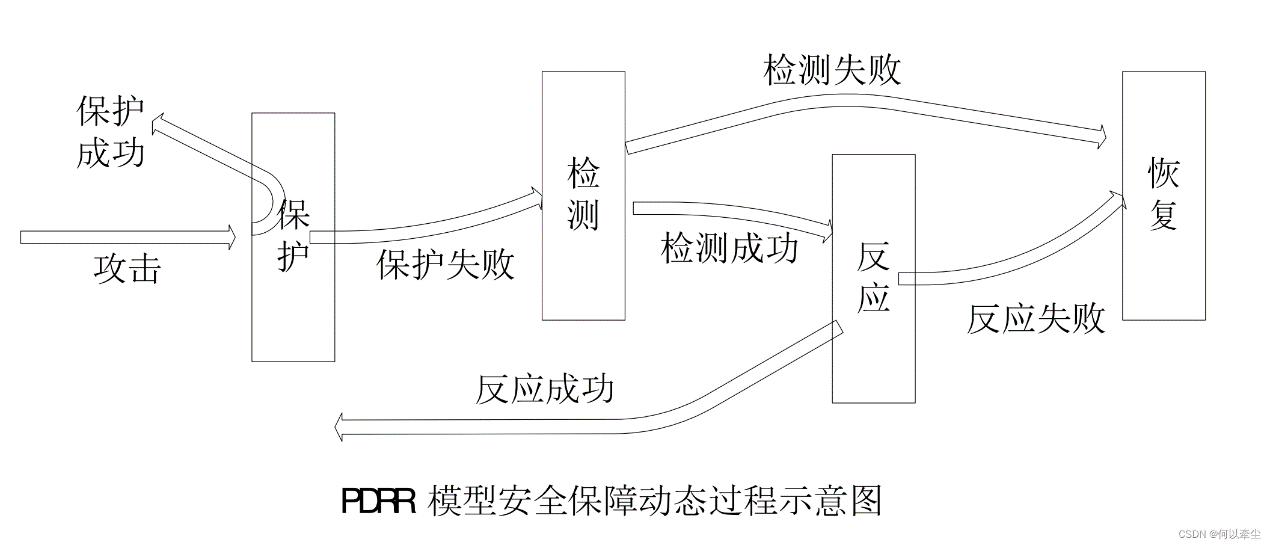 检测失败
保护
成功
检
测
恢
复
保
护
攻击
保护失败
检测成功
反
应
反应失败
反应成功
PDRR 模型安全保障动态过程示意图
CSDN @何以牵尘